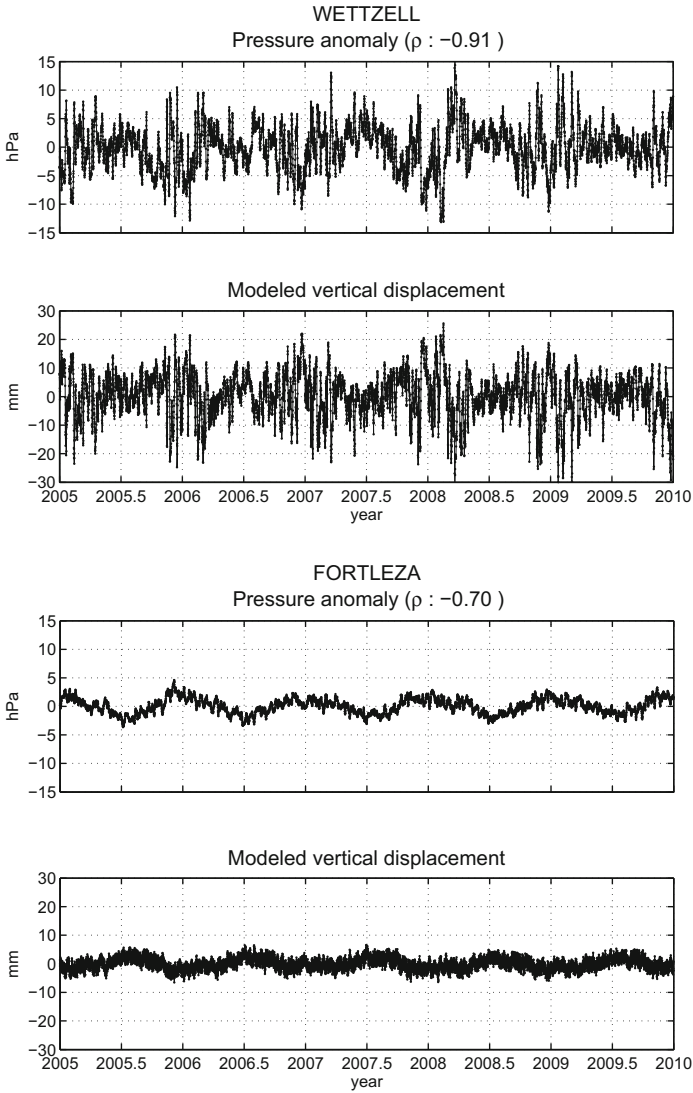 WETTZELL
Pressure anomaly (ρ : −0.91 )
15
10
5
0
−5
−10
−15
hPa
Modeled vertical displacement
30
20
10
0
−10
−20
−30
mm
2005 2005.5 2006 2006.5 2007 2007.5 2008 2008.5 2009 2009.5 2010
year
FORTLEZA
Pressure anomaly (ρ : −0.70 )
15
10
5
0
−5
−10
−15
hPa
Modeled vertical displacement
30
20
10
0
−10
−20
−30
mm
2005 2005.5 2006 2006.5 2007 2007.5 2008 2008.5 2009 2009.5 2010
year